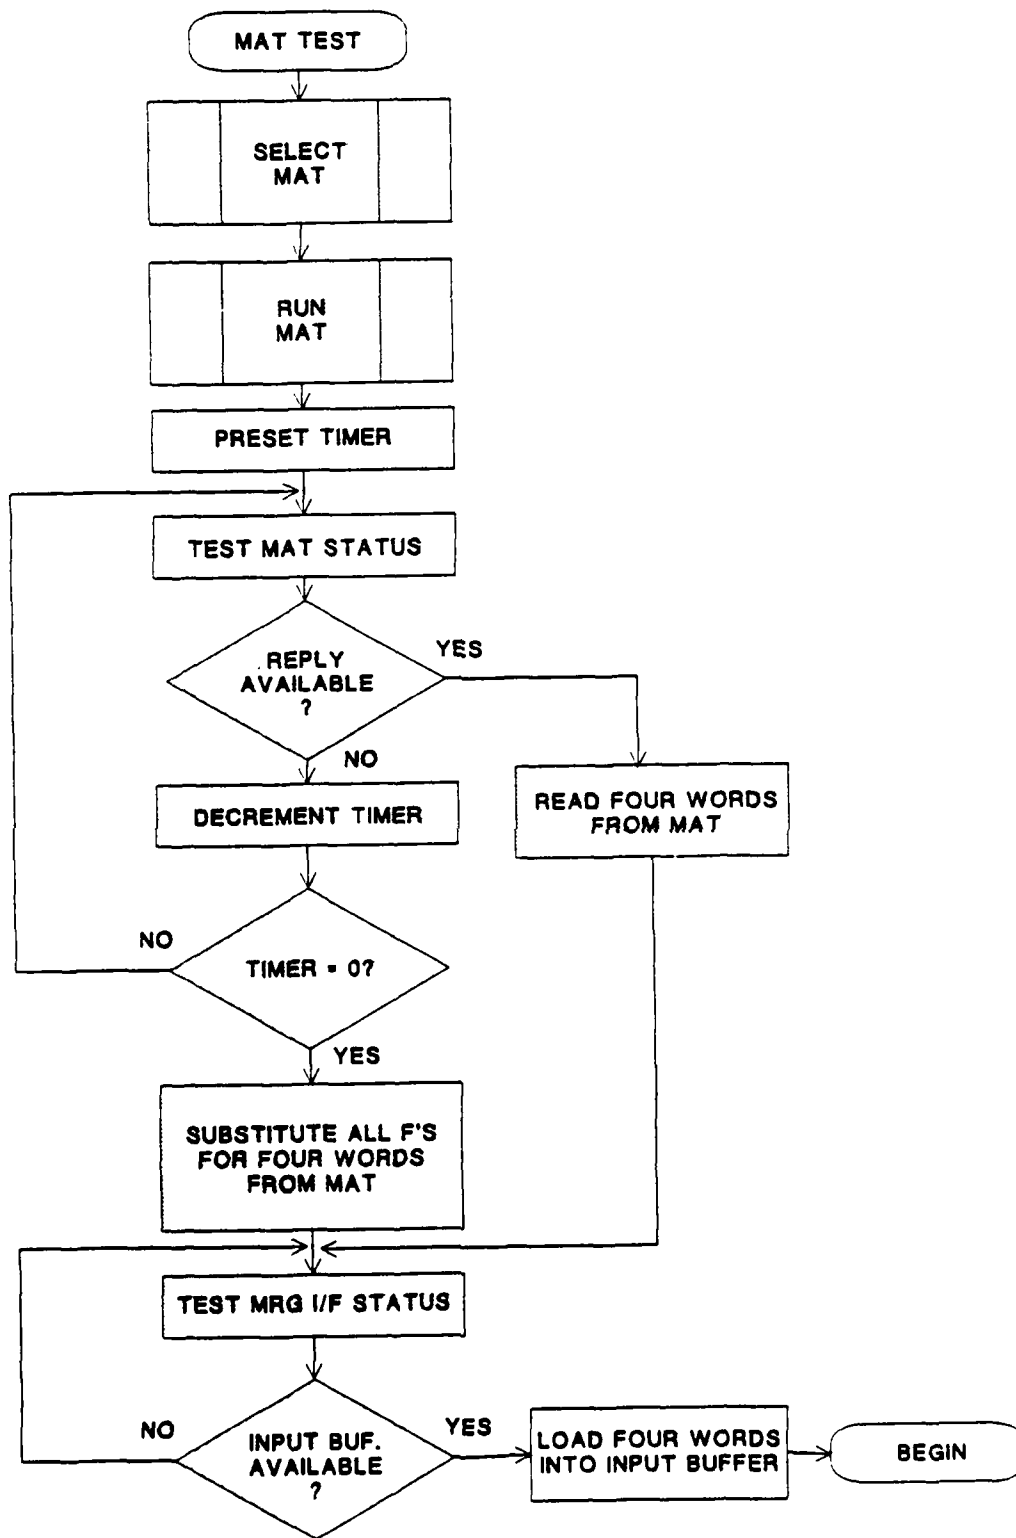 MAT TEST
SELECT
MAT
RUN
MAT
PRESET TIMER
TEST MAT STATUS
REPLY
AVAILABLE
?
YES
NO
DECREMENT TIMER
READ FOUR WORDS
FROM MAT
NO
TIMER = 0?
YES
SUBSTITUTE ALL F'S
FOR FOUR WORDS
FROM MAT
TEST MRG I/F STATUS
NO
INPUT BUF.
AVAILABLE
?
YES
LOAD FOUR WORDS
INTO INPUT BUFFER
BEGIN